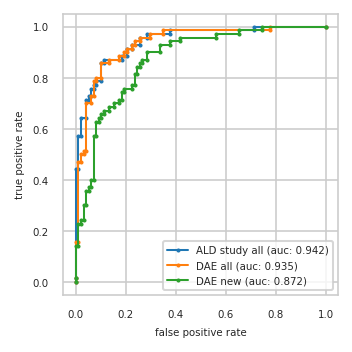 1.0
0.8
0.6
0.4
0.2
0.0
true positive rate
ALD study all (auc: 0.942)
DAE all (auc: 0.935)
DAE new (auc: 0.872)
0.0 0.2 0.4 0.6 0.8 1.0
false positive rate